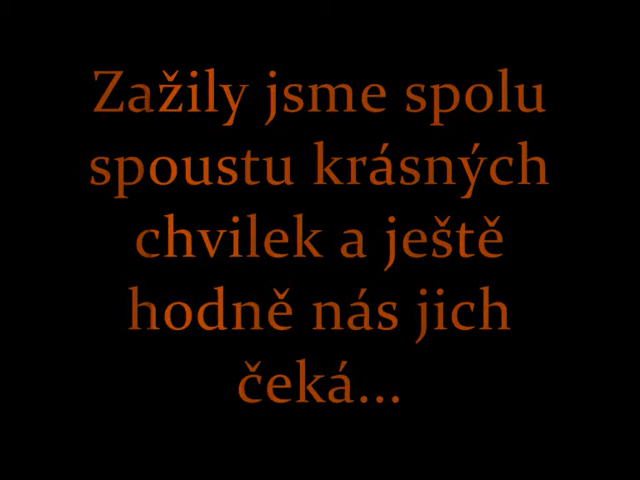 Zažily jsme spolu
spoustu krásných
chvilek a ještě
hodně nás jich
čeká...